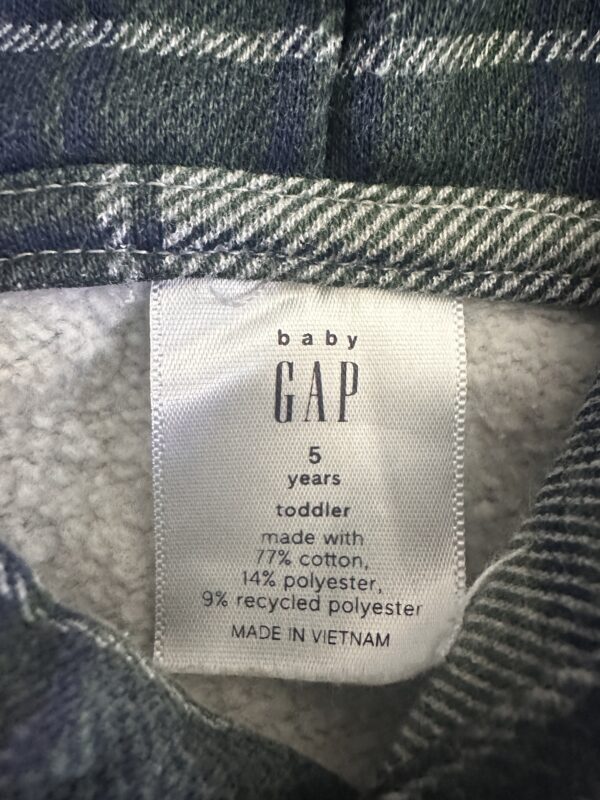 baby
GAP
5
years
toddler
made with
77% cotton,
14% polyester,
9% recycled polyester
MADE IN VIETNAM